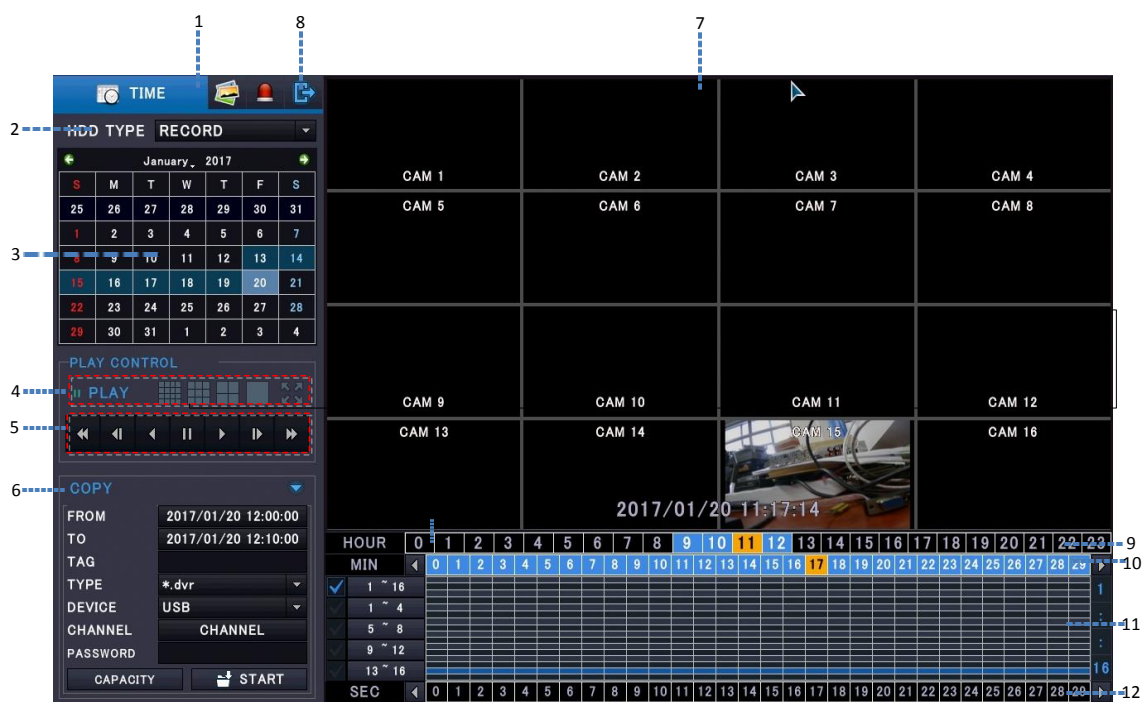 1 8 7
TIME
2 HDD TYPE RECORD
January 2017
S M T W T F S
25 26 27 28 29 30 31
1 2 3 4 5 6 7
3 8 9 10 11 12 13 14
15 16 17 18 19 20 21
22 23 24 25 26 27 28
29 30 31 1 2 3 4
CAM 1 CAM 2 CAM 3 CAM 4
CAM 5 CAM 6 CAM 7 CAM 8
CAM 9 CAM 10 CAM 11 CAM 12
CAM 13 CAM 14 CAM 15 CAM 16
2017/01/20 11:17:14
PLAY CONTROL
4 PLAY
5
6 COPY
FROM 2017/01/20 12:00:00
TO 2017/01/20 12:10:00
TAG
TYPE *.dvr
DEVICE USB
CHANNEL CHANNEL
PASSWORD
CAPACITY START
HOUR 0 1 2 3 4 5 6 7 8 9 10 11 12 13 14 15 16 17 18 19 20 21 22 23 9
MIN 0 1 2 3 4 5 6 7 8 9 10 11 12 13 14 15 16 17 18 19 20 21 22 23 24 25 26 27 28 29 10
1 ~ 16 1
1 ~ 4 :
5 ~ 8 11
9 ~ 12 :
13 ~ 16 16
SEC 0 1 2 3 4 5 6 7 8 9 10 11 12 13 14 15 16 17 18 19 20 21 22 23 24 25 26 27 28 29 12